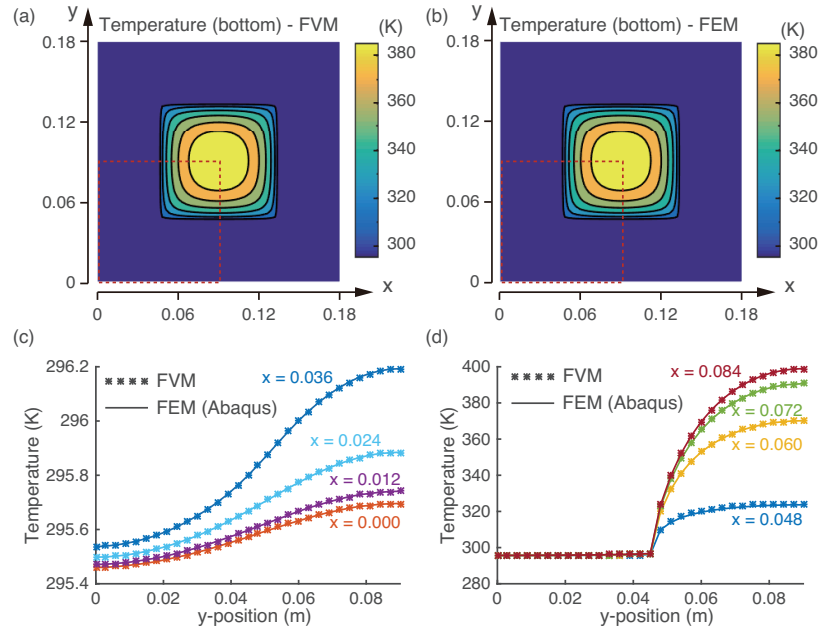 (a)
y
Temperature (bottom) - FVM
(K)
0.18
0.12
0.06
0
0
0.06
0.12
0.18
x
380
360
340
320
300
(b)
y
Temperature (bottom) - FEM
(K)
0.18
0.12
0.06
0
0
0.06
0.12
0.18
x
380
360
340
320
300
(c)
296.2
296
295.8
295.6
295.4
Temperature (K)
FVM
FEM (Abaqus)
x = 0.036
x = 0.024
x = 0.012
x = 0.000
0
0.02
0.04
0.06
0.08
y-position (m)
(d)
400
380
360
340
320
300
280
Temperature (K)
FVM
FEM (Abaqus)
x = 0.084
x = 0.072
x = 0.060
x = 0.048
0
0.02
0.04
0.06
0.08
y-position (m)